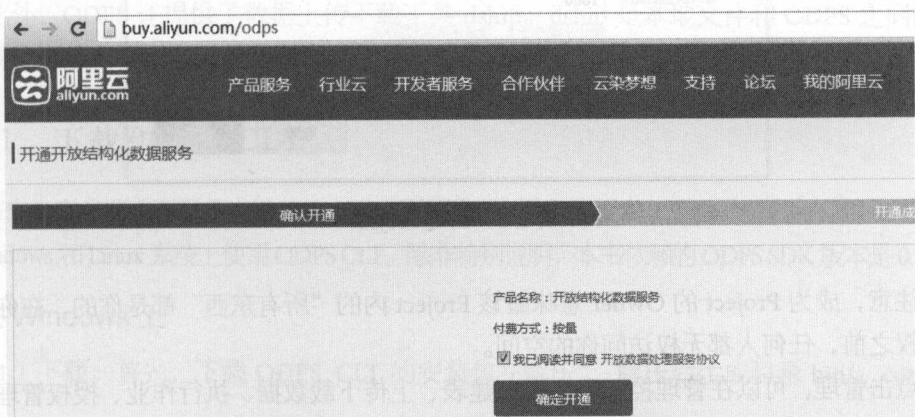 buy.aliyun.com/odps
阿里云
aliyun.com
产品服务 行业云 开发者服务 合作伙伴 云染梦想 支持 论坛 我的阿里云
开通开放结构化数据服务
确认开通
开通成
产品名称：开放结构化数据服务
付费方式：按量
我已阅读并同意 开放数据处理服务协议
确定开通